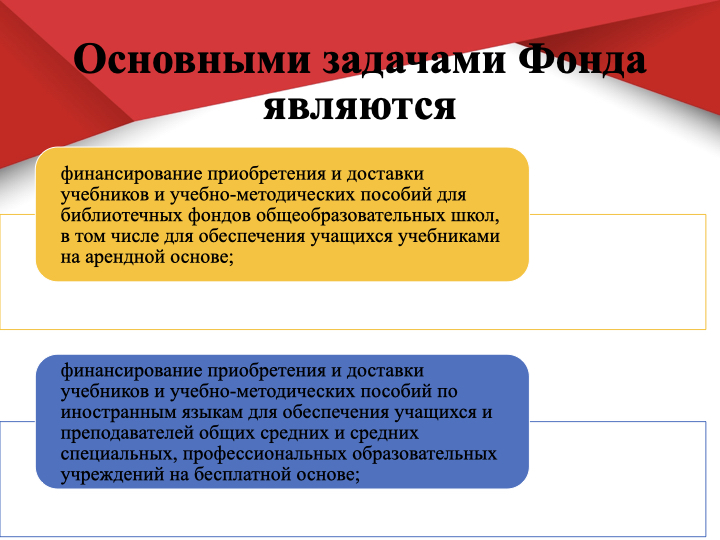 Основными задачами Фонда
являются
финансирование приобретения и доставки
учебников и учебно-методических пособий для
библиотечных фондов общеобразовательных школ,
в том числе для обеспечения учащихся учебниками
на арендной основе;
финансирование приобретения и доставки
учебников и учебно-методических пособий по
иностранным языкам для обеспечения учащихся и
преподавателей общих средних и средних
специальных, профессиональных образовательных
учреждений на бесплатной основе;